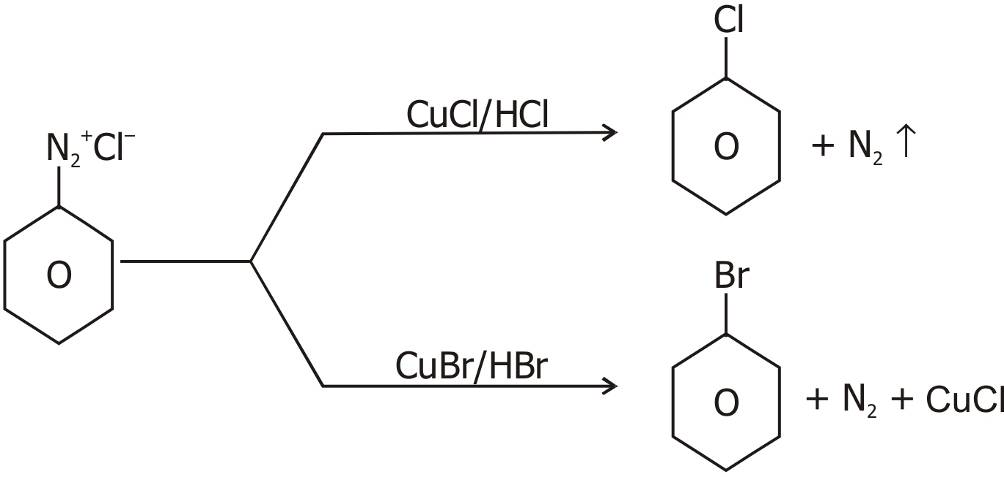 Cl
CuCl/HCl
N₂⁺Cl⁻
O + N₂ ↑
O
Br
CuBr/HBr
O + N₂ + CuCl